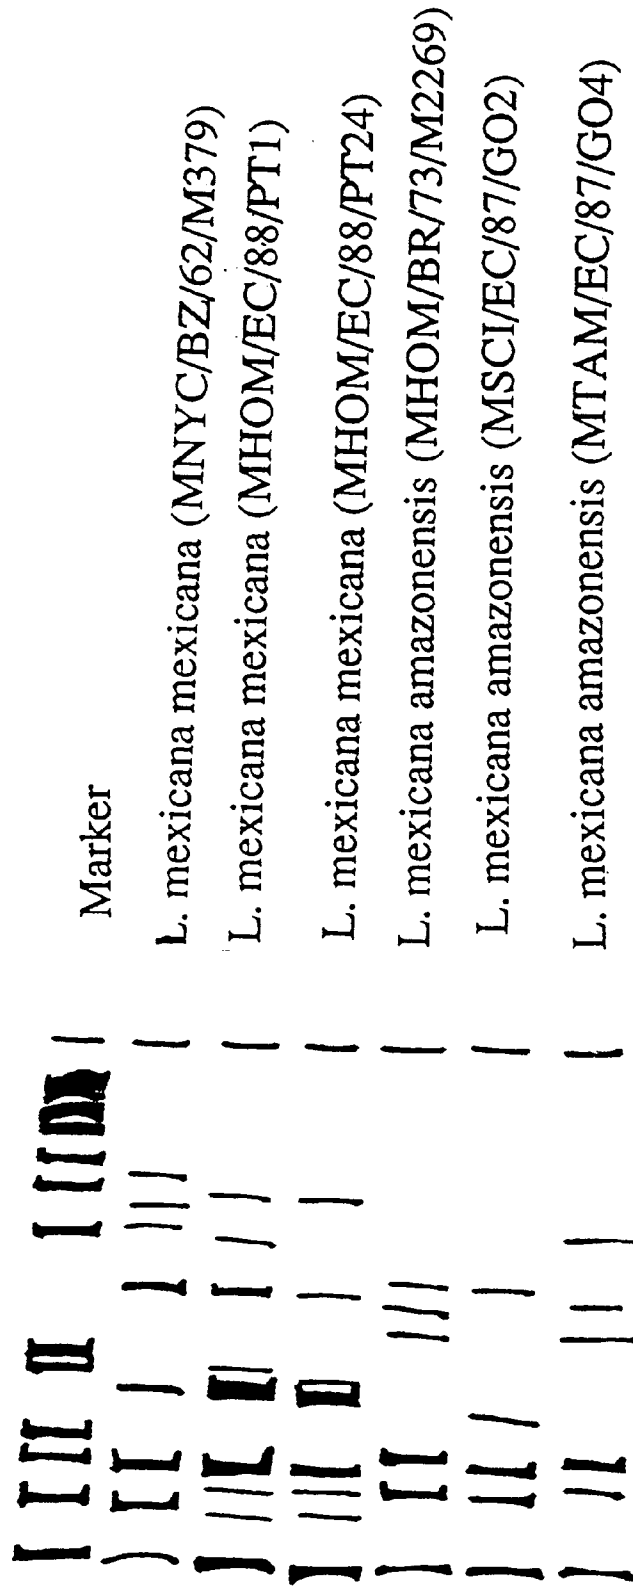 Marker
L. mexicana mexicana (MNYC/BZ/62/M379)
L. mexicana mexicana (MHOM/EC/88/PT1)
L. mexicana mexicana (MHOM/EC/88/PT24)
L. mexicana amazonensis (MHOM/BR/73/M2269)
L. mexicana amazonensis (MSCI/EC/87/GO2)
L. mexicana amazonensis (MTAM/EC/87/GO4)